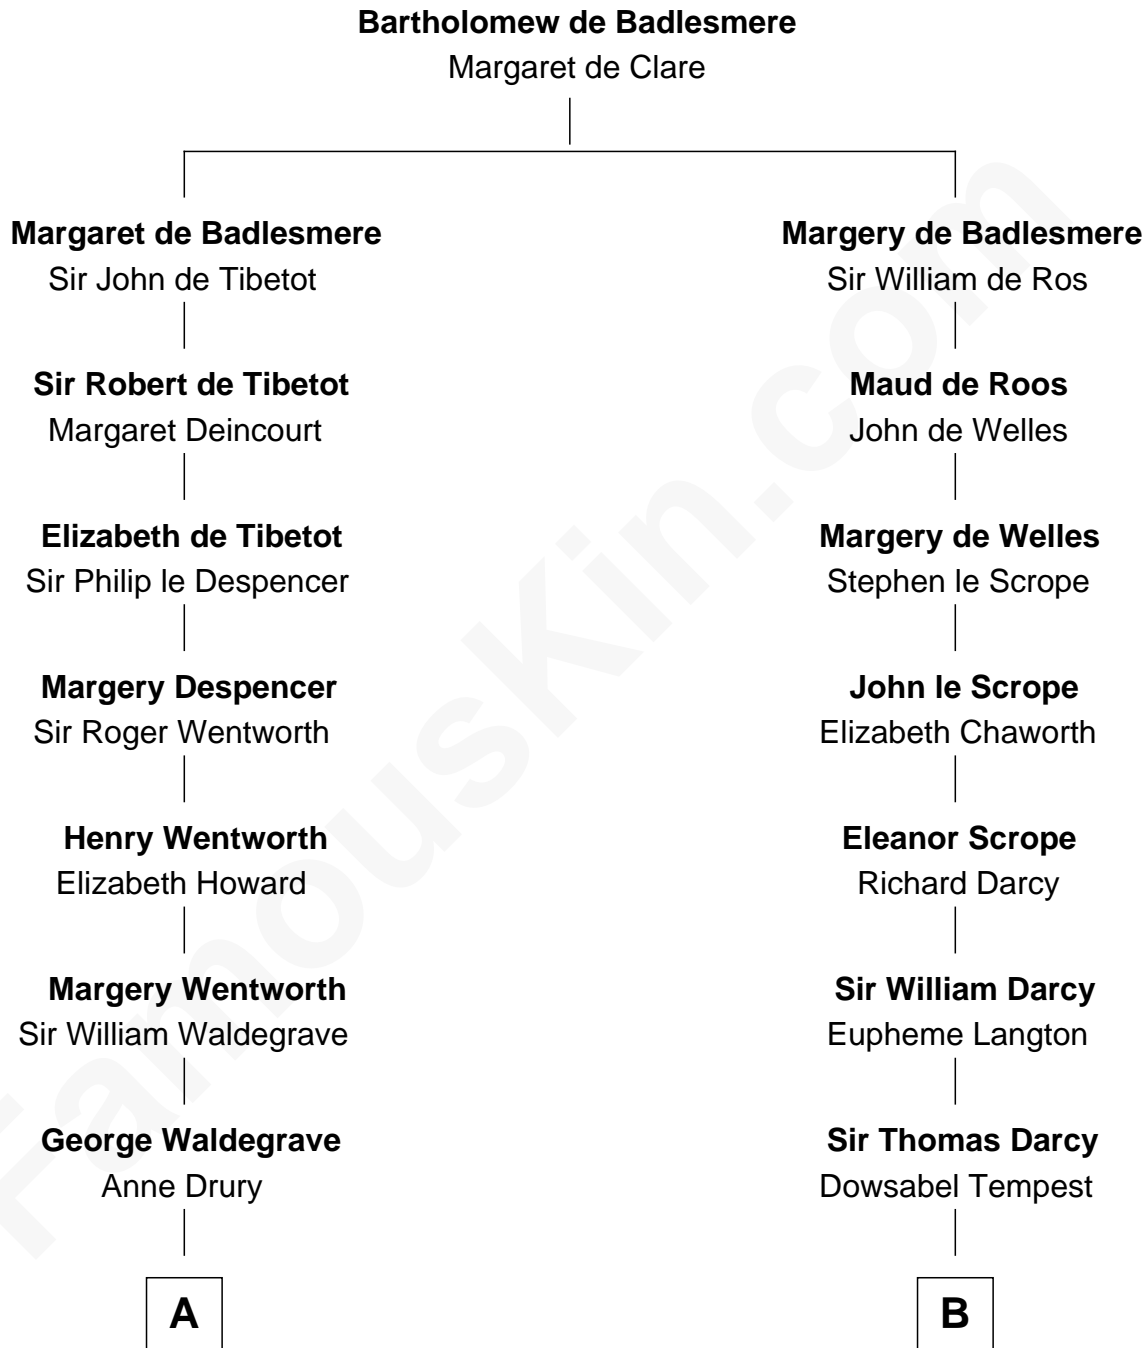 Bartholomew de Badlesmere
Margaret de Clare
Margaret de Badlesmere
Sir John de Tibetot
Margery de Badlesmere
Sir William de Ros
Sir Robert de Tibetot
Margaret Deincourt
Maud de Roos
John de Welles
Elizabeth de Tibetot
Sir Philip le Despencer
Margery de Welles
Stephen le Scrope
Margery Despencer
Sir Roger Wentworth
John le Scrope
Elizabeth Chaworth
Henry Wentworth
Elizabeth Howard
Eleanor Scrope
Richard Darcy
Margery Wentworth
Sir William Waldegrave
Sir William Darcy
Eupheme Langton
George Waldegrave
Anne Drury
Sir Thomas Darcy
Dowsabel Tempest
A
B
FamousKin.com